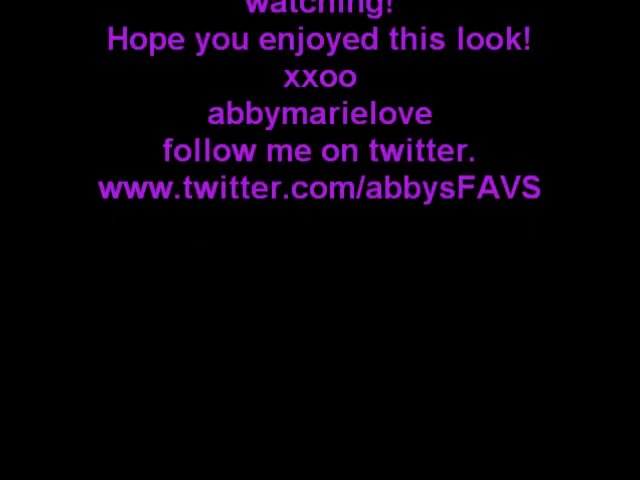 watching!
Hope you enjoyed this look!
xxoo
abbymarielove
follow me on twitter.
www.twitter.com/abbysFAVS